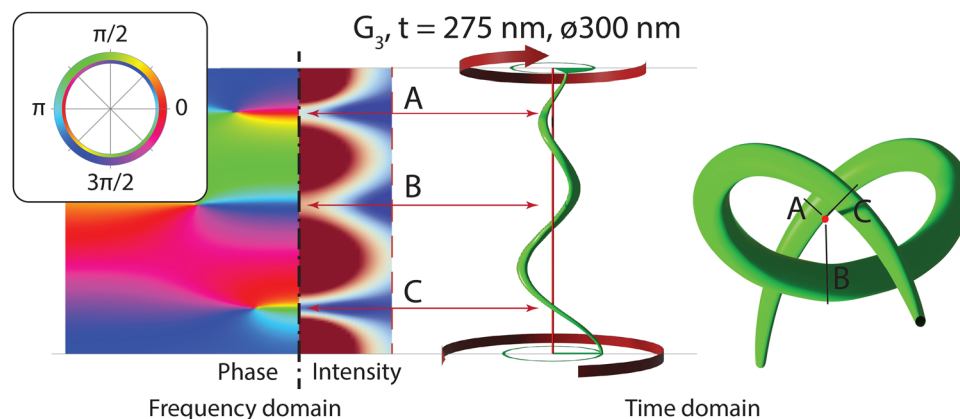 G₃, t = 275 nm, ø300 nm
π/2
π
0
3π/2
A
B
C
A
C
B
Phase
Intensity
Frequency domain
Time domain